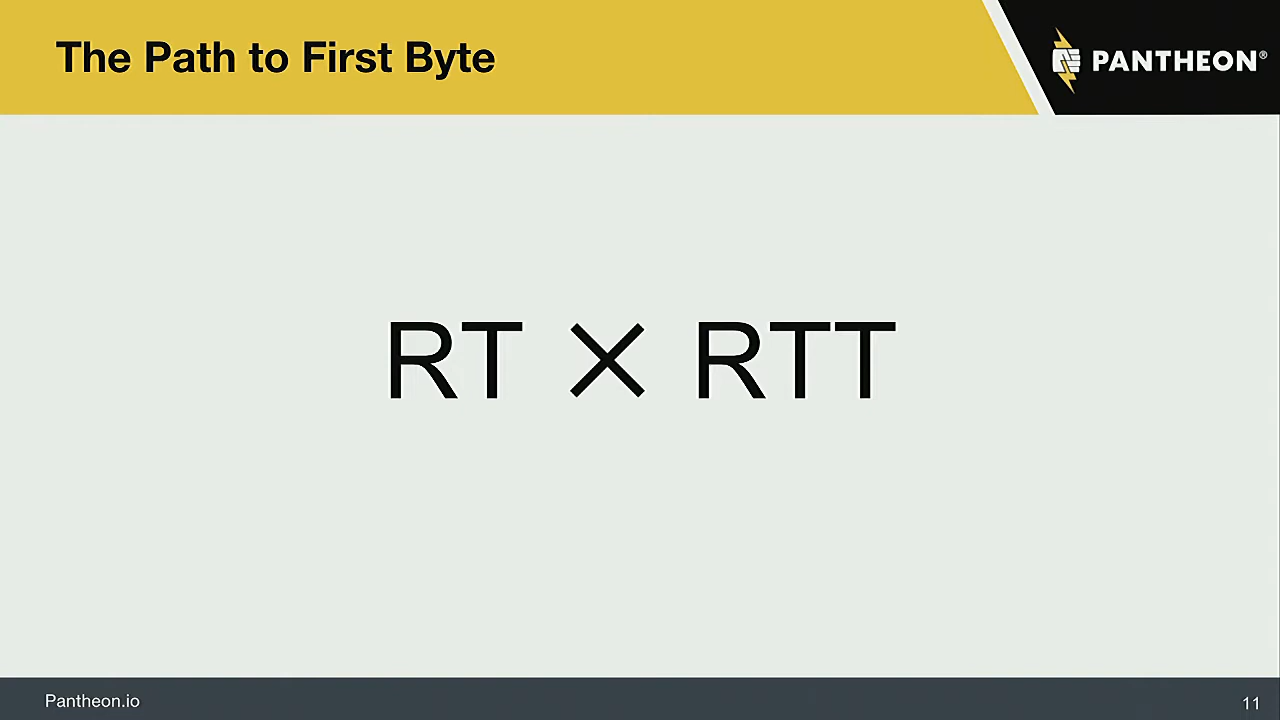 The Path to First Byte
PANTHEON®
RT × RTT
Pantheon.io
11